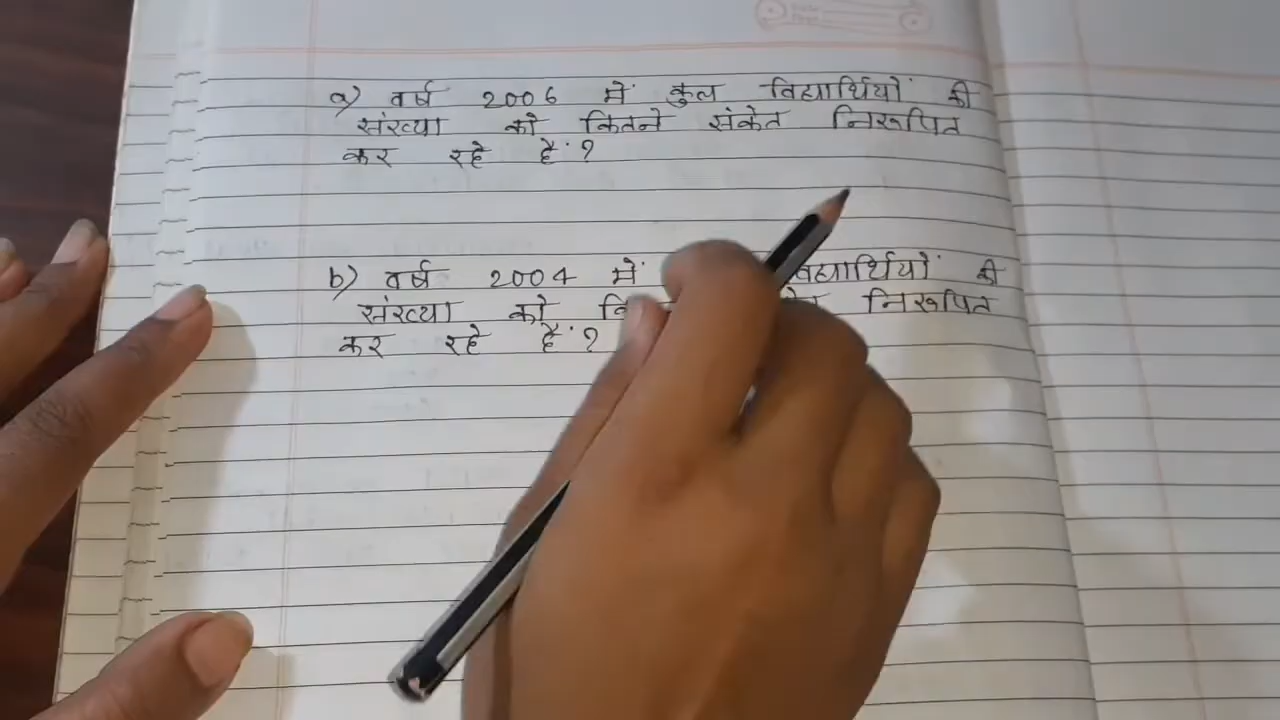 a) वर्ष 2006 में कुल विद्यार्थियों की
संख्या को कितने संकेत निरूपित
कर रहे हैं?
b) वर्ष 2004 में की
संख्या को निरूपित
कर रहे हैं?